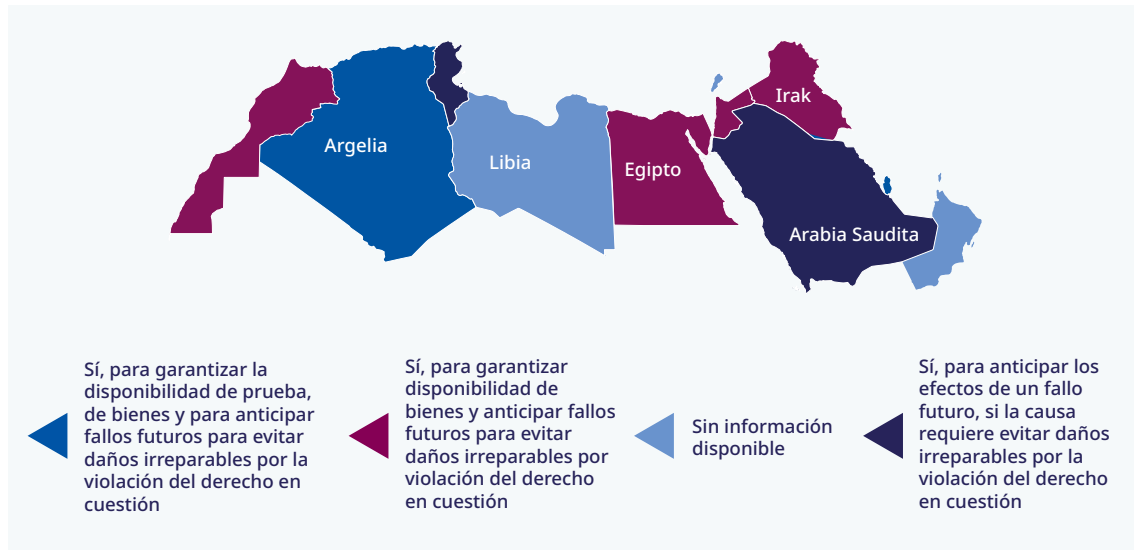 Argelia
Libia
Egipto
Irak
Arabia Saudita
Sí, para garantizar la
disponibilidad de prueba,
de bienes y para anticipar
fallos futuros para evitar
daños irreparables por la
violación del derecho en
cuestión
Sí, para garantizar
disponibilidad de
bienes y anticipar fallos
futuros para evitar
daños irreparables por
violación del derecho
en cuestión
Sin información
disponible
Sí, para anticipar los
efectos de un fallo
futuro, si la causa
requiere evitar daños
irreparables por la
violación del derecho
en cuestión